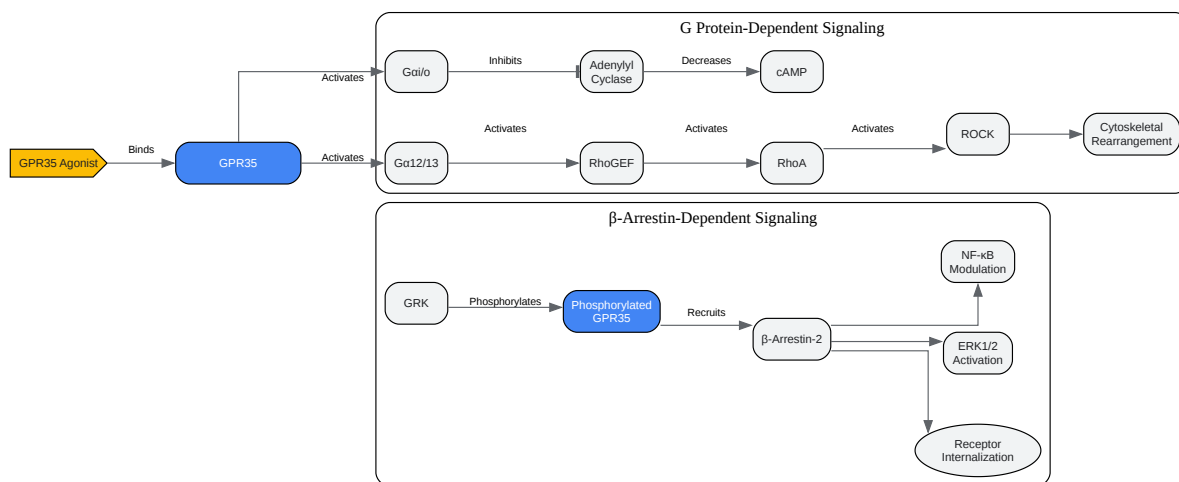 G Protein-Dependent Signaling
Gαi/o
Inhibits
Adenylyl
Cyclase
Decreases
cAMP
Activates
GPR35 Agonist
Binds
GPR35
Activates
Gα12/13
Activates
RhoGEF
Activates
RhoA
Activates
ROCK
Cytoskeletal
Rearrangement
β-Arrestin-Dependent Signaling
GRK
Phosphorylates
Phosphorylated
GPR35
Recruits
β-Arrestin-2
NF-κB
Modulation
ERK1/2
Activation
Receptor
Internalization